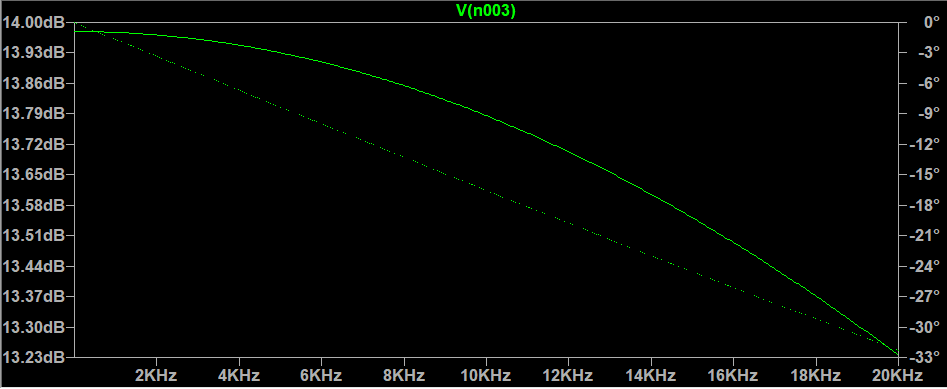 V(n003)
14.00dB 0°
13.93dB -3°
13.86dB -6°
13.79dB -9°
13.72dB -12°
13.65dB -15°
13.58dB -18°
13.51dB -21°
13.44dB -24°
13.37dB -27°
13.30dB -30°
13.23dB -33°
2KHz 4KHz 6KHz 8KHz 10KHz 12KHz 14KHz 16KHz 18KHz 20KHz